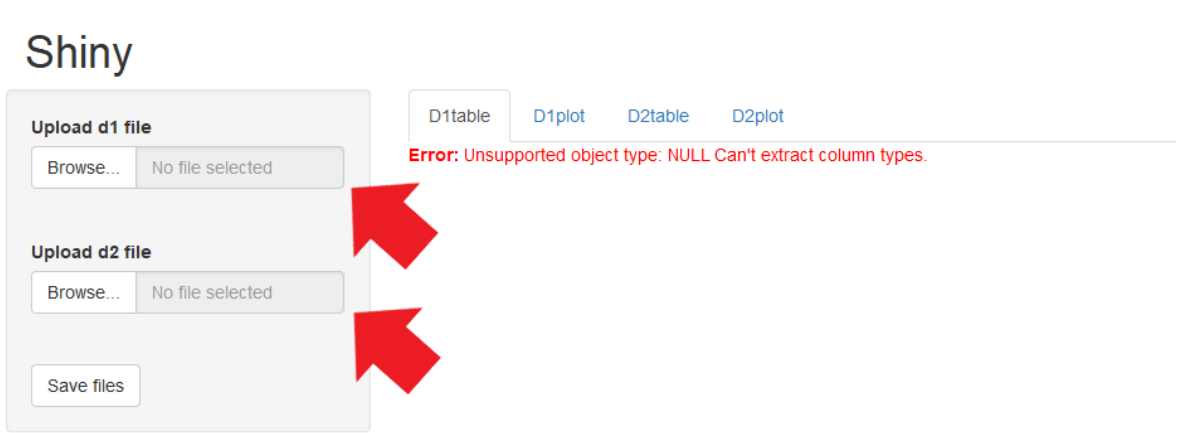 Shiny
Upload d1 file
Browse... No file selected
Upload d2 file
Browse... No file selected
Save files
D1table D1plot D2table D2plot
Error: Unsupported object type: NULL Can't extract column types.